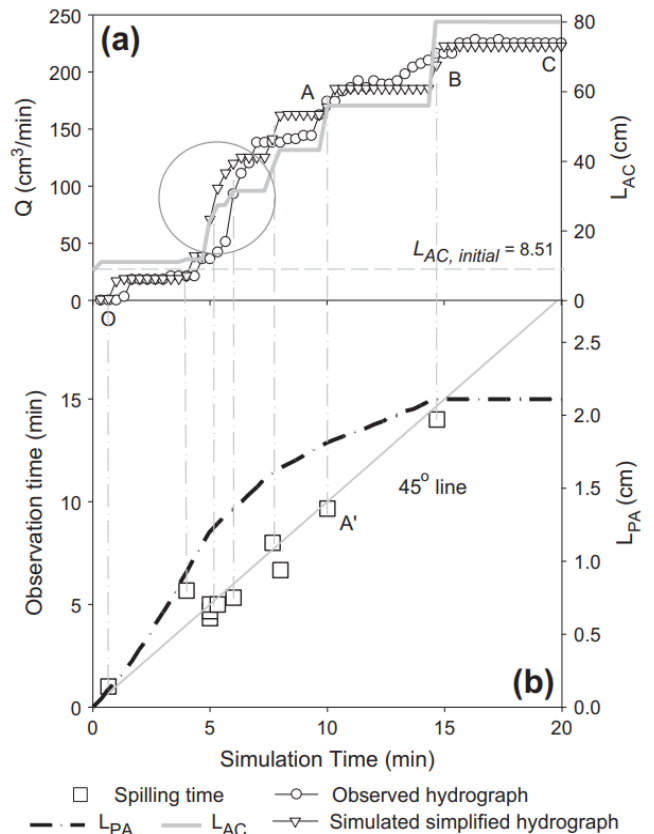 (a)
250
200
150
100
50
0
Q (cm³/min)
80
60
40
20
0
L_AC (cm)
A
B
C
O
L_AC, initial = 8.51
15
10
5
0
Observation time (min)
2.5
2.0
1.5
1.0
0.5
0.0
L_PA (cm)
45° line
A'
(b)
0 5 10 15 20
Simulation Time (min)
Spilling time Observed hydrograph
L_PA L_AC Simulated simplified hydrograph